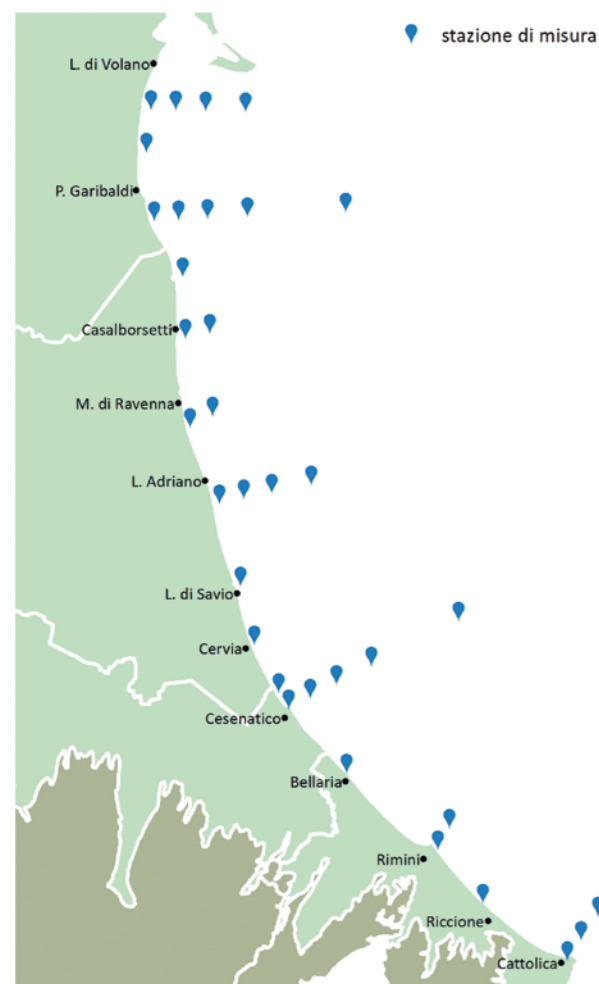 stazione di misura
L. di Volano
P. Garibaldi
Casalborsetti
M. di Ravenna
L. Adriano
L. di Savio
Cervia
Cesenatico
Bellaria
Rimini
Riccione
Cattolica